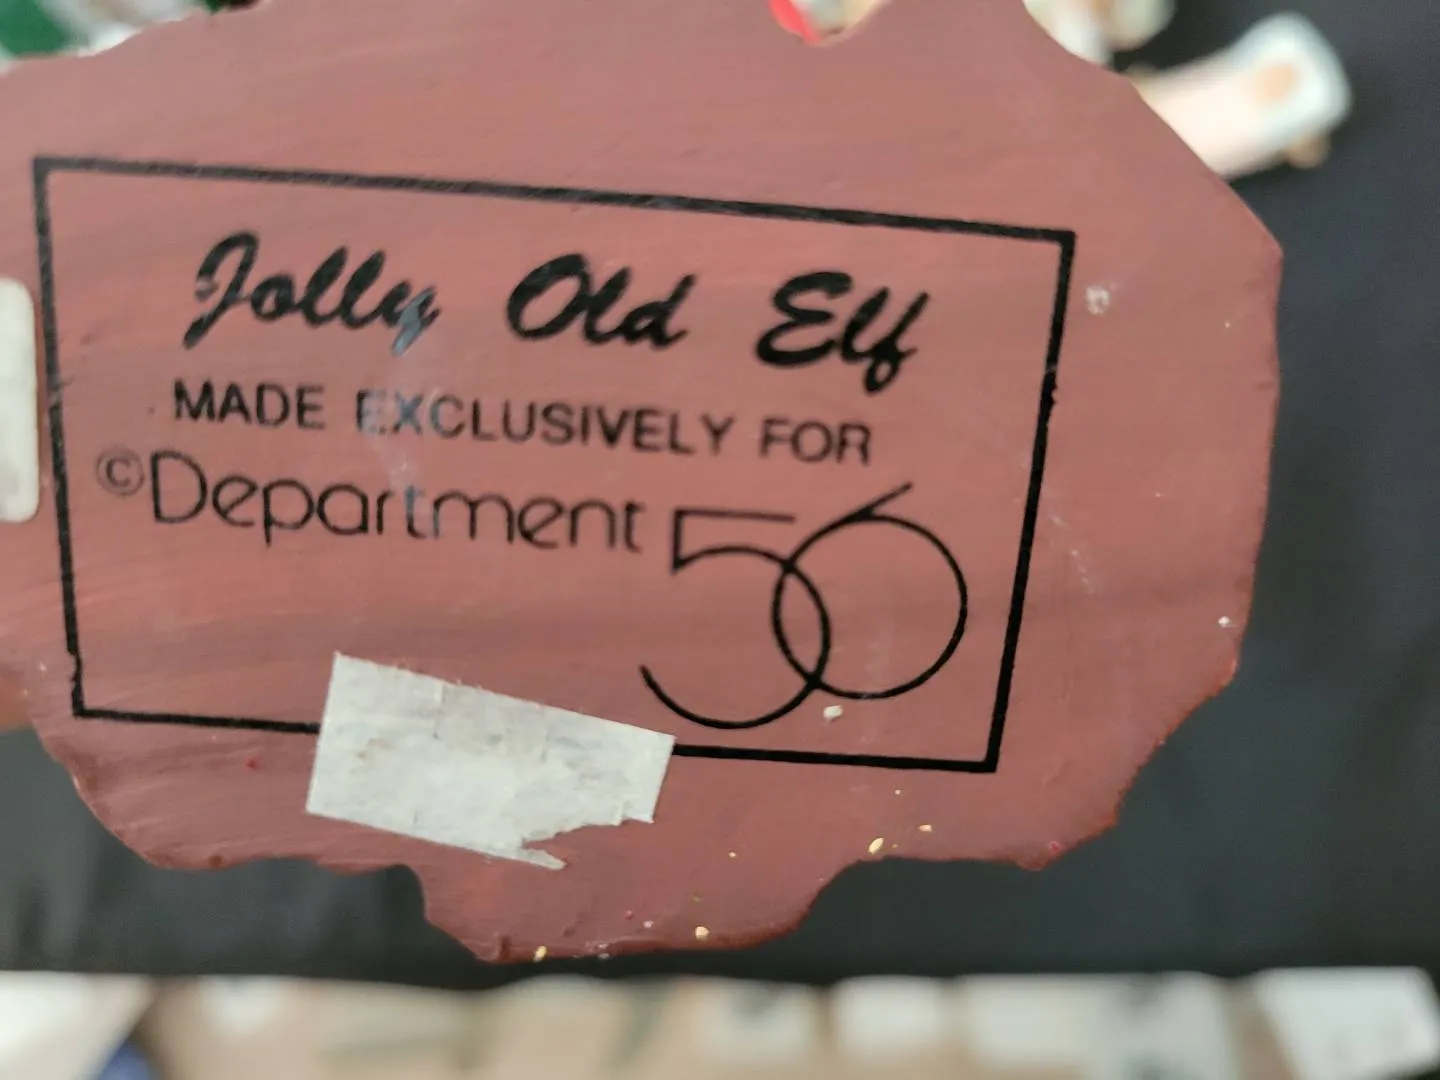 Jolly Old Elf
MADE EXCLUSIVELY FOR
©Department 56